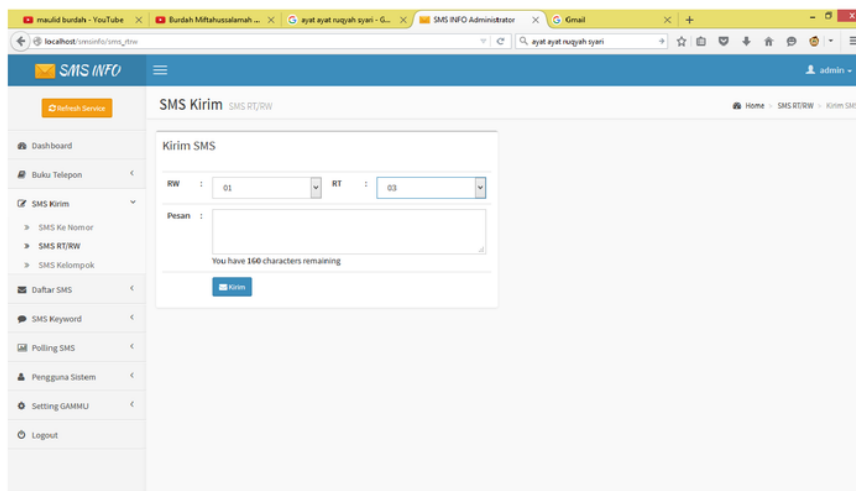 maulid burdah - YouTube
Burdah Miftahussalamah ...
ayat ayat ruqyah syari - G...
SMS INFO Administrator
Gmail
localhost/smsinfo/sms_rtrw
ayat ayat ruqyah syari
SMS INFO
admin
Refresh Service
SMS Kirim SMS RT/RW
Home > SMS RT/RW > Kirim SMS
Dashboard
Buku Telepon
SMS Kirim
SMS Ke Nomor
SMS RT/RW
SMS Kelompok
Daftar SMS
SMS Keyword
Polling SMS
Pengguna Sistem
Setting GAMMU
Logout
Kirim SMS
RW : 01 RT : 03
Pesan :
You have 160 characters remaining
Kirim